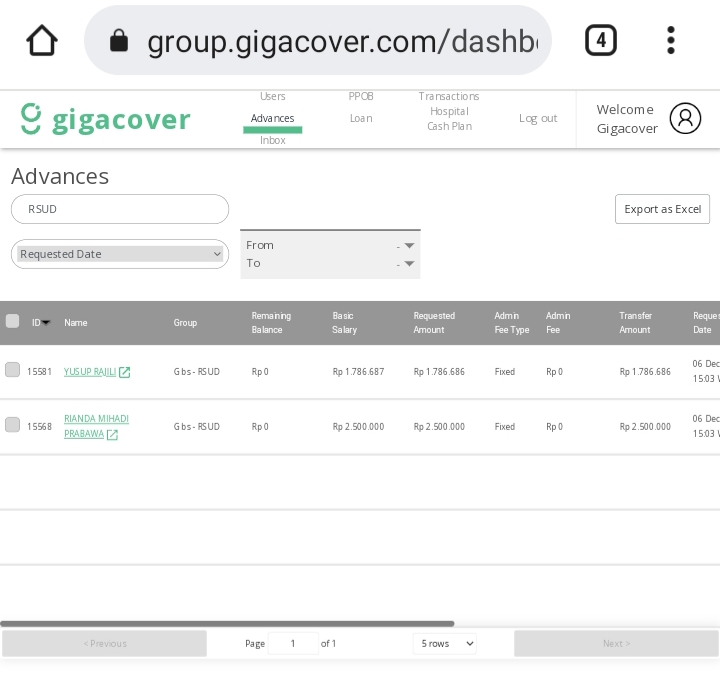 group.gigacover.com/dashb
4
gigacover
Users
PPOB
Transactions
Advances
Loan
Hospital
Cash Plan
Log out
Inbox
Welcome
Gigacover
Advances
RSUD
Export as Excel
Requested Date
From -
To -
ID Name Group Remaining Balance Basic Salary Requested Amount Admin Fee Type Admin Fee Transfer Amount Reques Date
15581 YUSUP RAJILI Gbs - RSUD Rp 0 Rp 1.786.687 Rp 1.786.686 Fixed Rp 0 Rp 1.786.686 06 Dec 15:03 W
15568 RIANDA MIHADI PRABAWA Gbs - RSUD Rp 0 Rp 2.500.000 Rp 2.500.000 Fixed Rp 0 Rp 2.500.000 06 Dec 15:03 W
< Previous
Page 1 of 1
5 rows
Next >